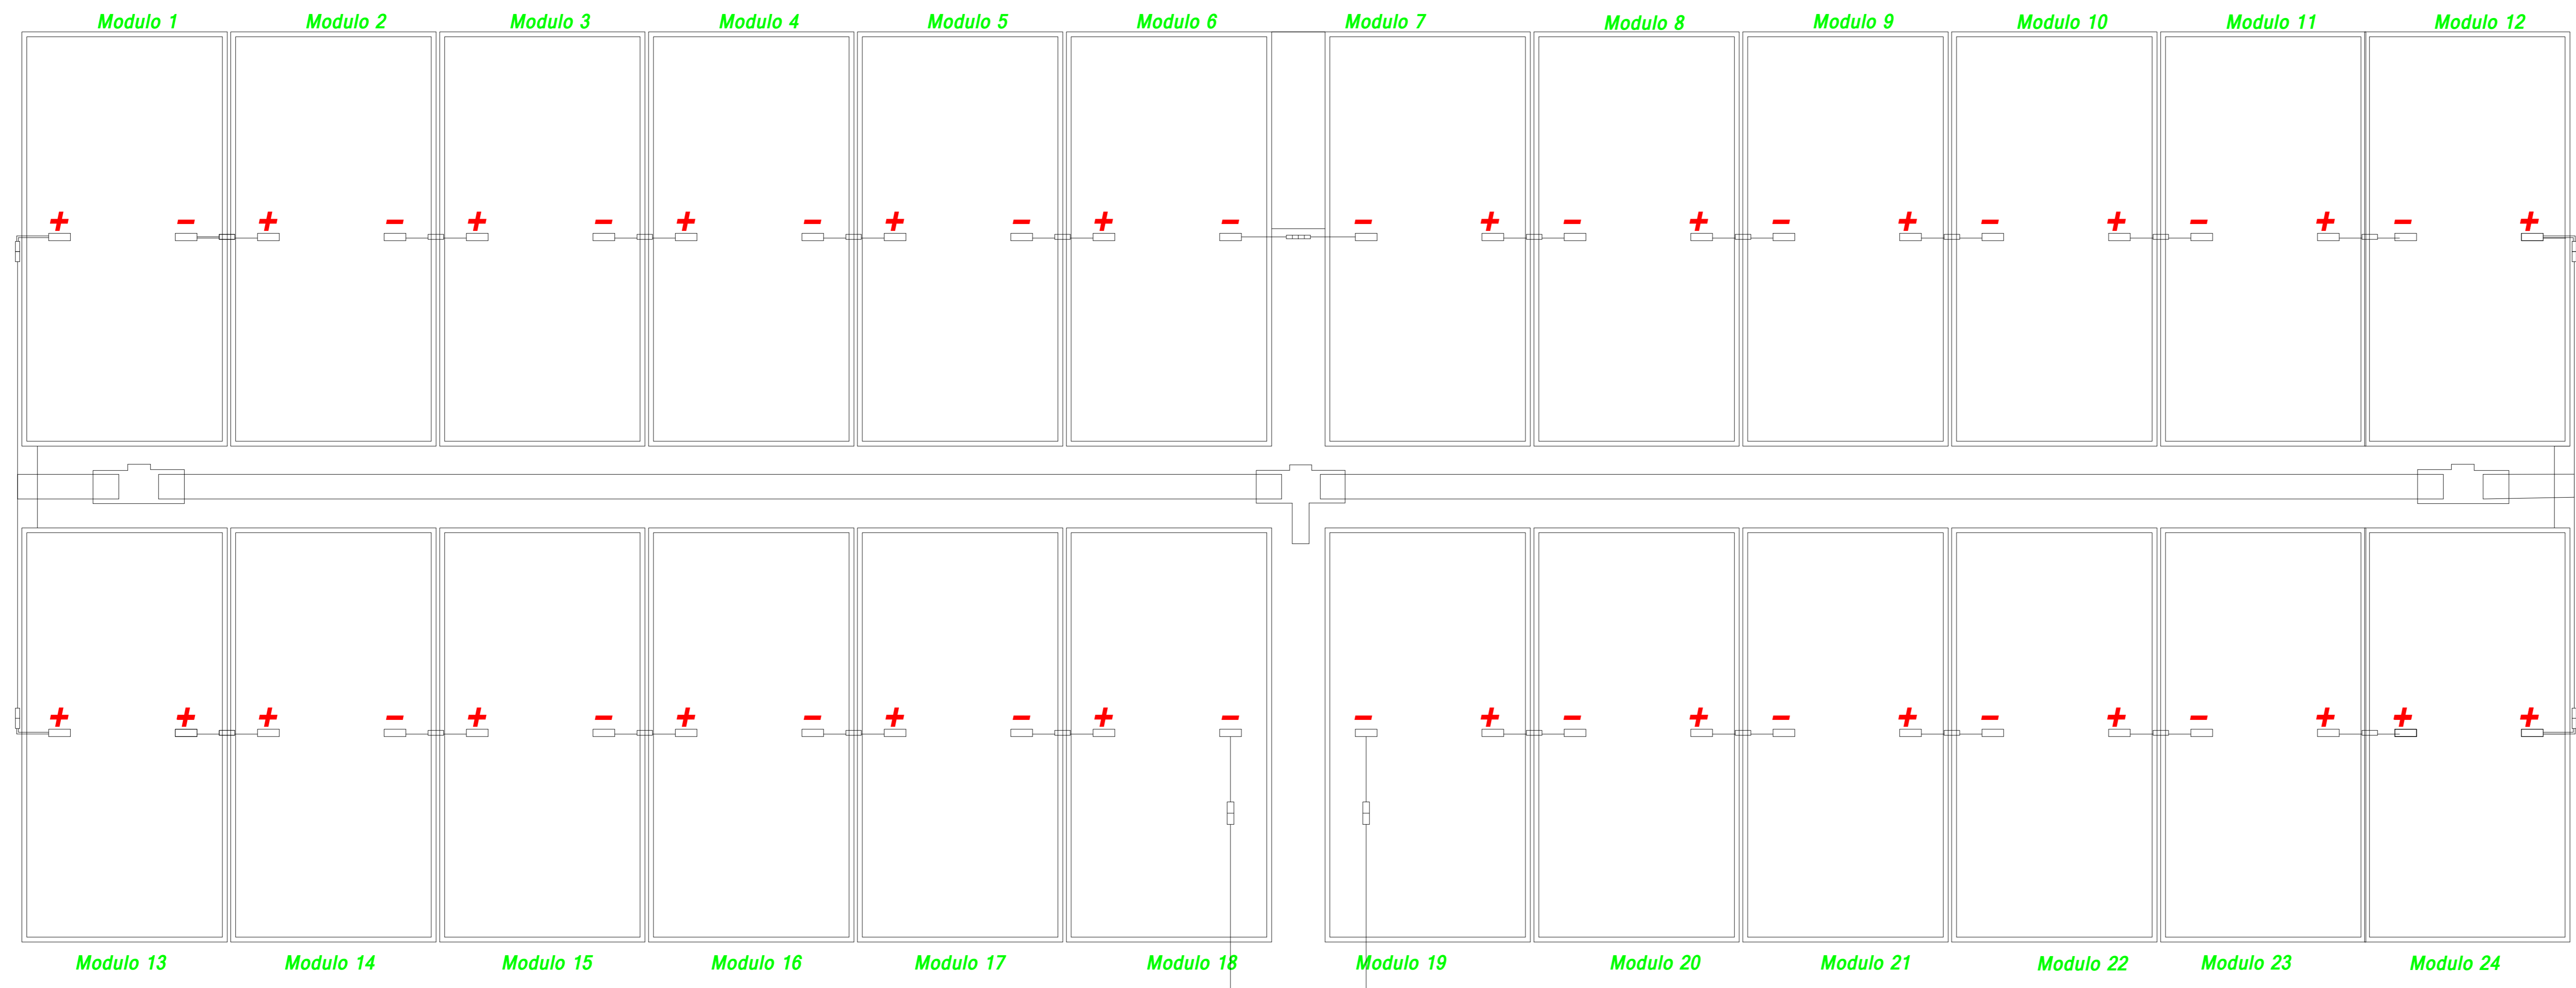 Modulo 1 Modulo 2 Modulo 3 Modulo 4 Modulo 5 Modulo 6 Modulo 7 Modulo 8 Modulo 9 Modulo 10 Modulo 11 Modulo 12
+ - + - + - + - + - + - - + - + - + - + - + - +
+ + + - + - + - + - + - - + - + - + - + - + + +
Modulo 13 Modulo 14 Modulo 15 Modulo 16 Modulo 17 Modulo 18 Modulo 19 Modulo 20 Modulo 21 Modulo 22 Modulo 23 Modulo 24